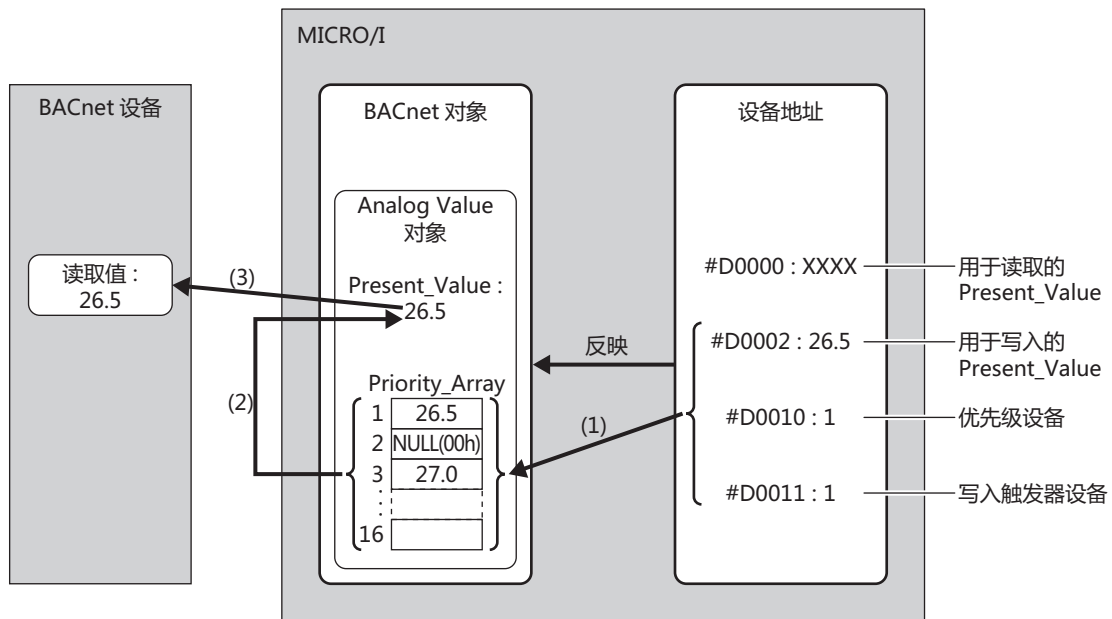 MICRO/I
BACnet 设备
读取值 :
26.5
(3)
(2)
BACnet 对象
Analog Value
对象
Present_Value :
26.5
Priority_Array
1 26.5
2 NULL(00h)
3 27.0
:
16
反映
(1)
设备地址
#D0000 : XXXX
用于读取的
Present_Value
#D0002 : 26.5
用于写入的
Present_Value
#D0010 : 1
优先级设备
#D0011 : 1
写入触发器设备